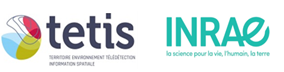 tetis
TERRITOIRE ENVIRONNEMENT TÉLÉDÉTECTION
INFORMATION SPATIALE
INRAE
la science pour la vie, l'humain, la terre